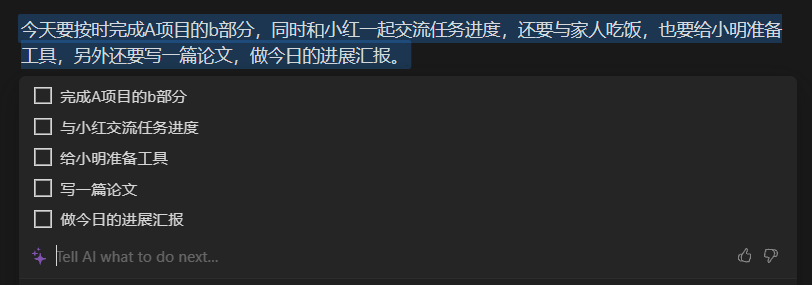 今天要按时完成A项目的b部分，同时和小红一起交流任务进度，还要与家人吃饭，也要给小明准备
工具，另外还要写一篇论文，做今日的进展汇报。
完成A项目的b部分
与小红交流任务进度
给小明准备工具
写一篇论文
做今日的进展汇报
Tell AI what to do next...